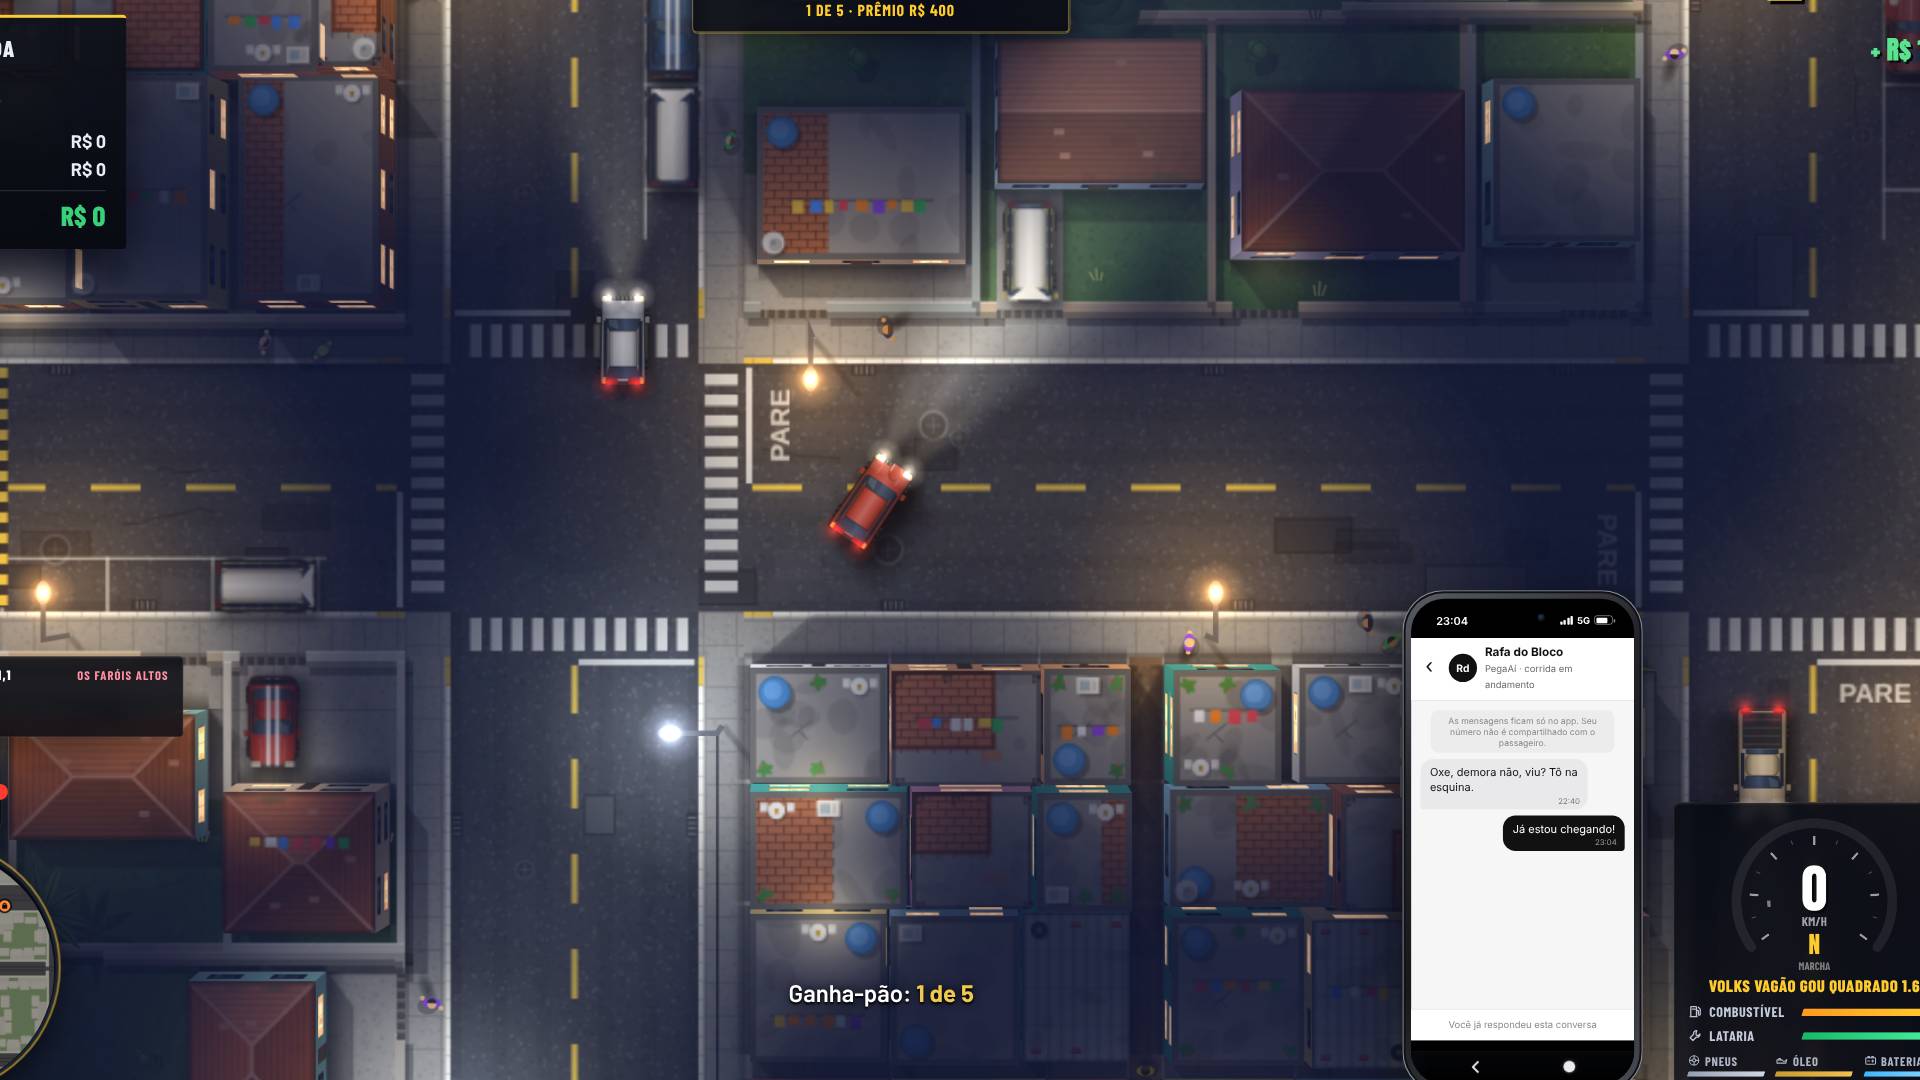 1 DE 5 · PRÊMIO R$ 400
DA
+ R$
R$ 0
R$ 0
R$ 0
PARE
PARE
OS FARÓIS ALTOS
23:04
5G
Rd
Rafa do Bloco
PegaAí · corrida em
andamento
As mensagens ficam só no app. Seu
número não é compartilhado com o
passageiro.
Oxe, demora não, viu? Tô na
esquina.
22:40
Já estou chegando!
23:04
Você já respondeu esta conversa
PARE
0
KM/H
N
MARCHA
VOLKS VAGÃO GOU QUADRADO 1.6
COMBUSTÍVEL
LATARIA
PNEUS
ÓLEO
BATERIA
Ganha-pão: 1 de 5